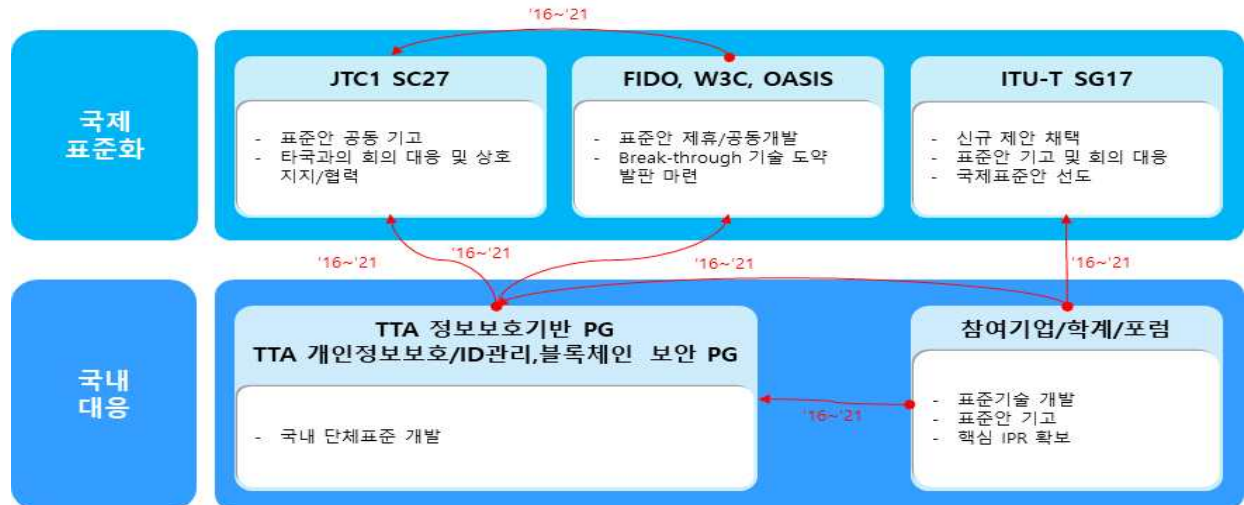 '16~'21
국제
표준화
JTC1 SC27
- 표준안 공동 기고
- 타국과의 회의 대응 및 상호
지지/협력
FIDO, W3C, OASIS
- 표준안 제휴/공동개발
- Break-through 기술 도약
발판 마련
ITU-T SG17
- 신규 제안 채택
- 표준안 기고 및 회의 대응
- 국제표준안 선도
'16~'21
'16~'21
'16~'21
'16~'21
국내
대응
TTA 정보보호기반 PG
TTA 개인정보보호/ID관리,블록체인 보안 PG
- 국내 단체표준 개발
'16~'21
참여기업/학계/포럼
- 표준기술 개발
- 표준안 기고
- 핵심 IPR 확보